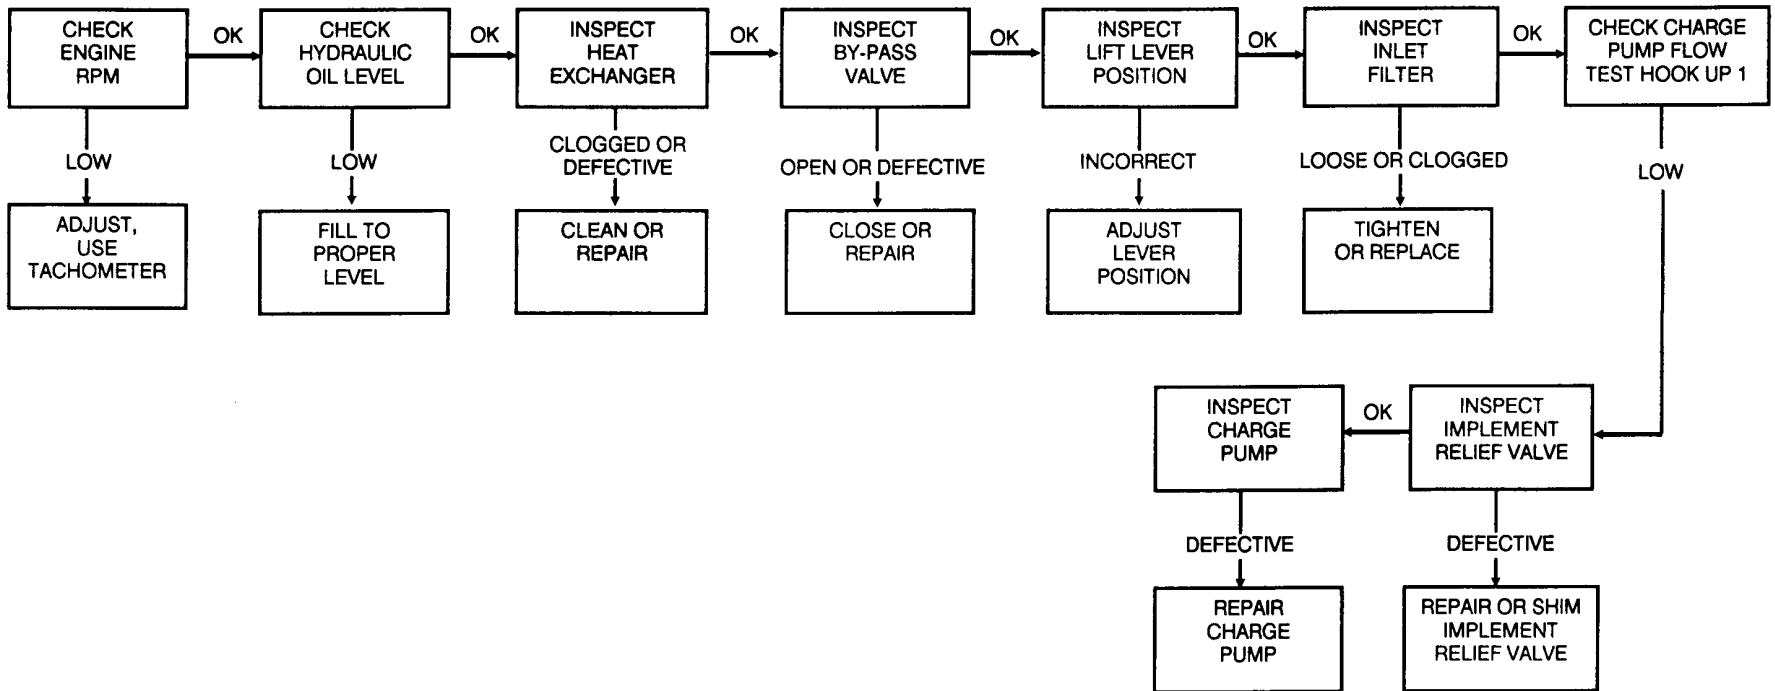 CHECK
ENGINE
RPM
OK
CHECK
HYDRAULIC
OIL LEVEL
OK
INSPECT
HEAT
EXCHANGER
OK
INSPECT
BY-PASS
VALVE
OK
INSPECT
LIFT LEVER
POSITION
OK
INSPECT
INLET
FILTER
OK
CHECK CHARGE
PUMP FLOW
TEST HOOK UP 1
LOW
LOW
CLOGGED OR
DEFECTIVE
OPEN OR DEFECTIVE
INCORRECT
LOOSE OR CLOGGED
LOW
ADJUST,
USE
TACHOMETER
FILL TO
PROPER
LEVEL
CLEAN OR
REPAIR
CLOSE OR
REPAIR
ADJUST
LEVER
POSITION
TIGHTEN
OR REPLACE
INSPECT
CHARGE
PUMP
OK
INSPECT
IMPLEMENT
RELIEF VALVE
DEFECTIVE
DEFECTIVE
REPAIR
CHARGE
PUMP
REPAIR OR SHIM
IMPLEMENT
RELIEF VALVE